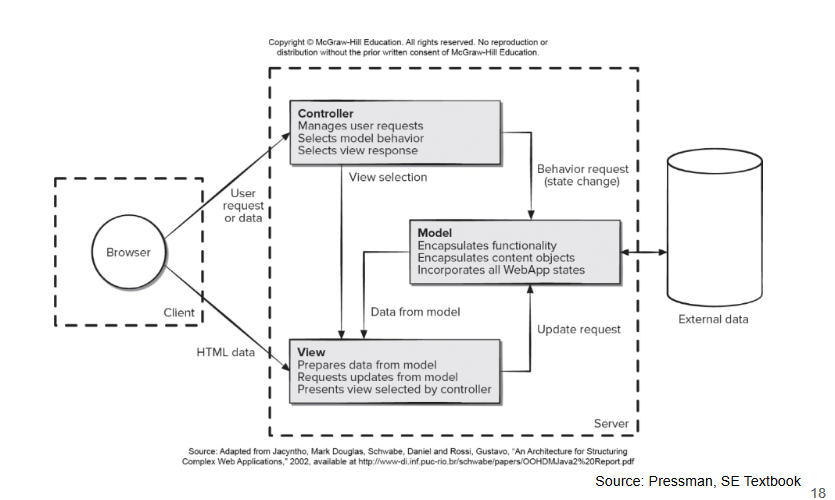 Copyright © McGraw-Hill Education. All rights reserved. No reproduction or
distribution without the prior written consent of McGraw-Hill Education.
Controller
Manages user requests
Selects model behavior
Selects view response
View selection
Behavior request
(state change)
User
request
or data
Browser
Client
Model
Encapsulates functionality
Encapsulates content objects
Incorporates all WebApp states
External data
Data from model
Update request
HTML data
View
Prepares data from model
Requests updates from model
Presents view selected by controller
Server
Source: Adapted from Jacyntho, Mark Douglas, Schwabe, Daniel and Rossi, Gustavo, "An Architecture for Structuring
Complex Web Applications," 2002, available at http://www-di.inf.puc-rio.br/schwabe/papers/OOHDMJava2%20Report.pdf
Source: Pressman, SE Textbook
18